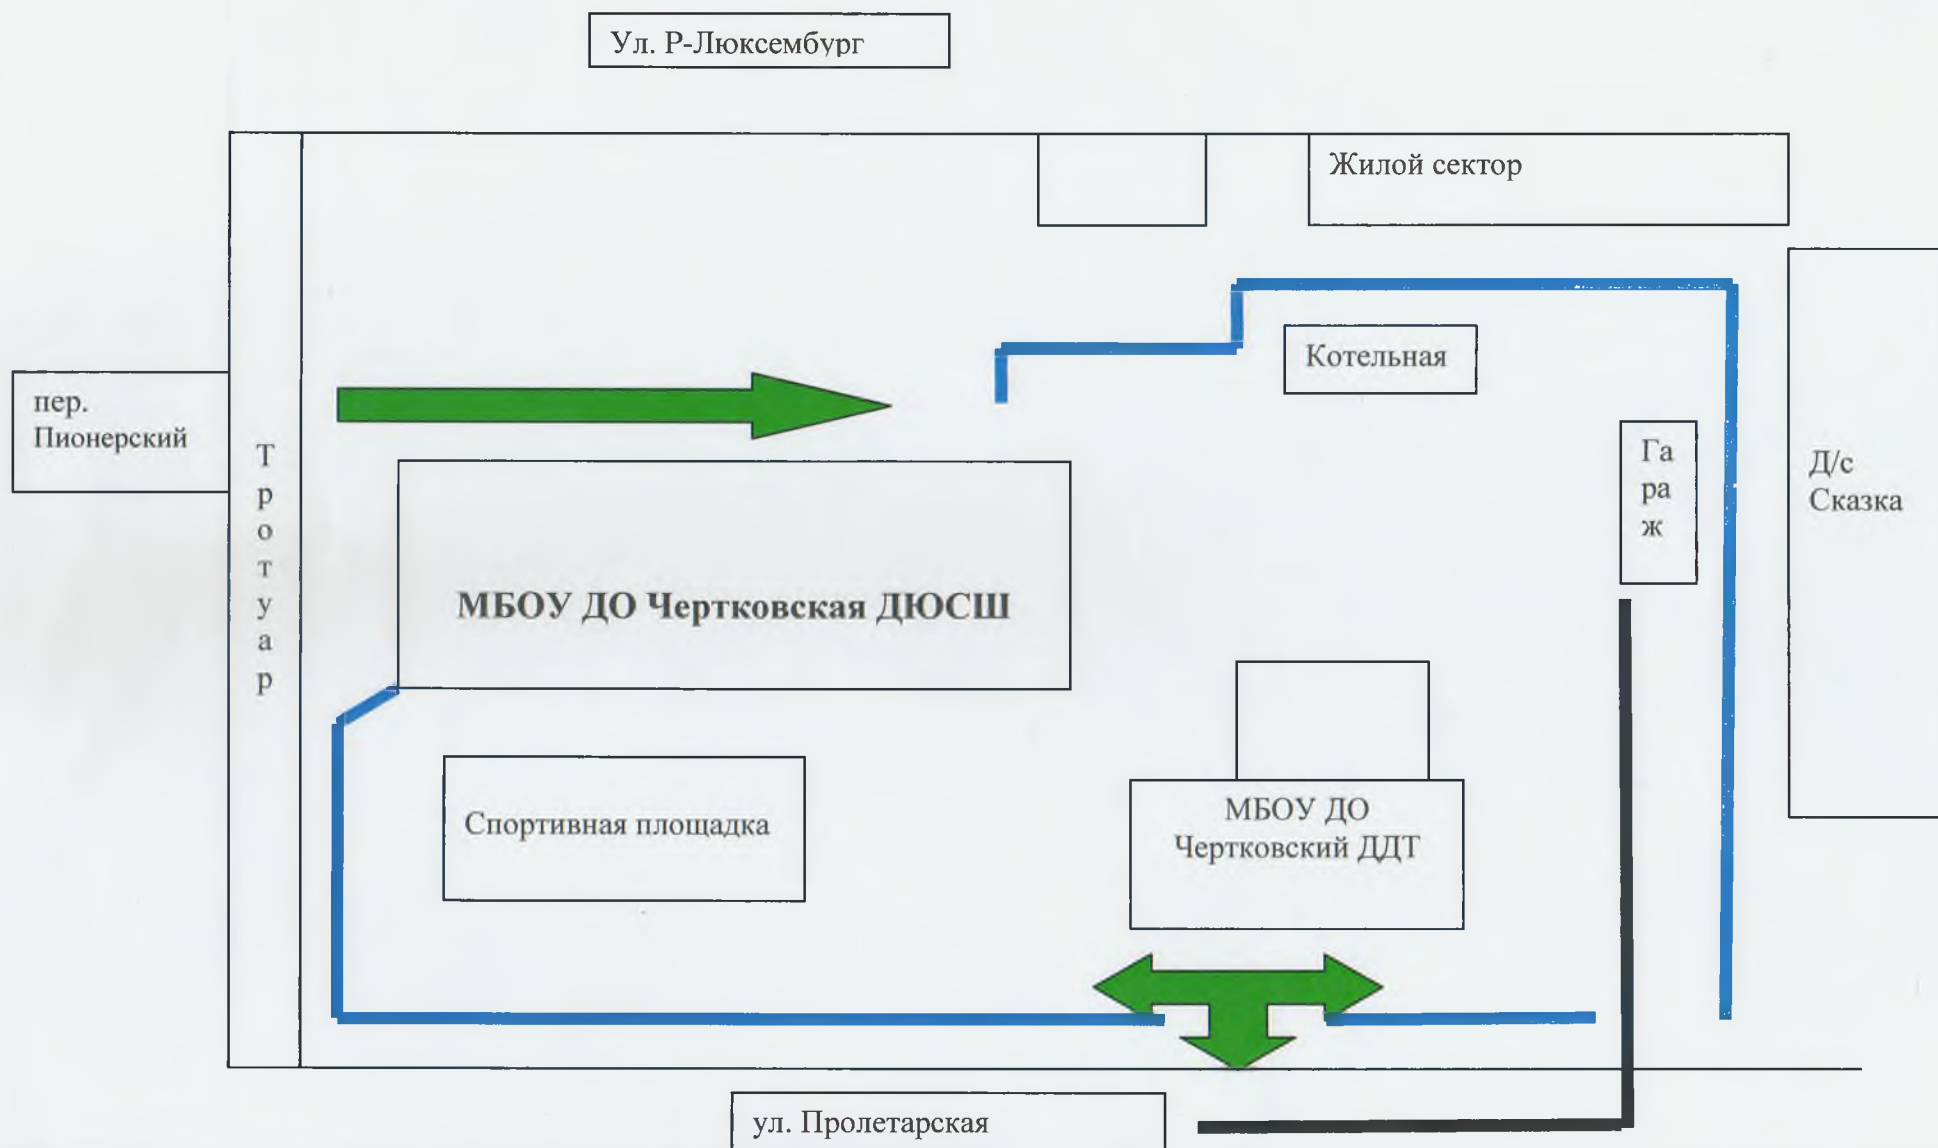 Ул. Р-Люксембург
Жилой сектор
Котельная
пер.
Пионерский
Т
р
о
т
у
а
р
Га
ра
ж
Д/с
Сказка
МБОУ ДО Чертковская ДЮСШ
Спортивная площадка
МБОУ ДО
Чертковский ДДТ
ул. Пролетарская